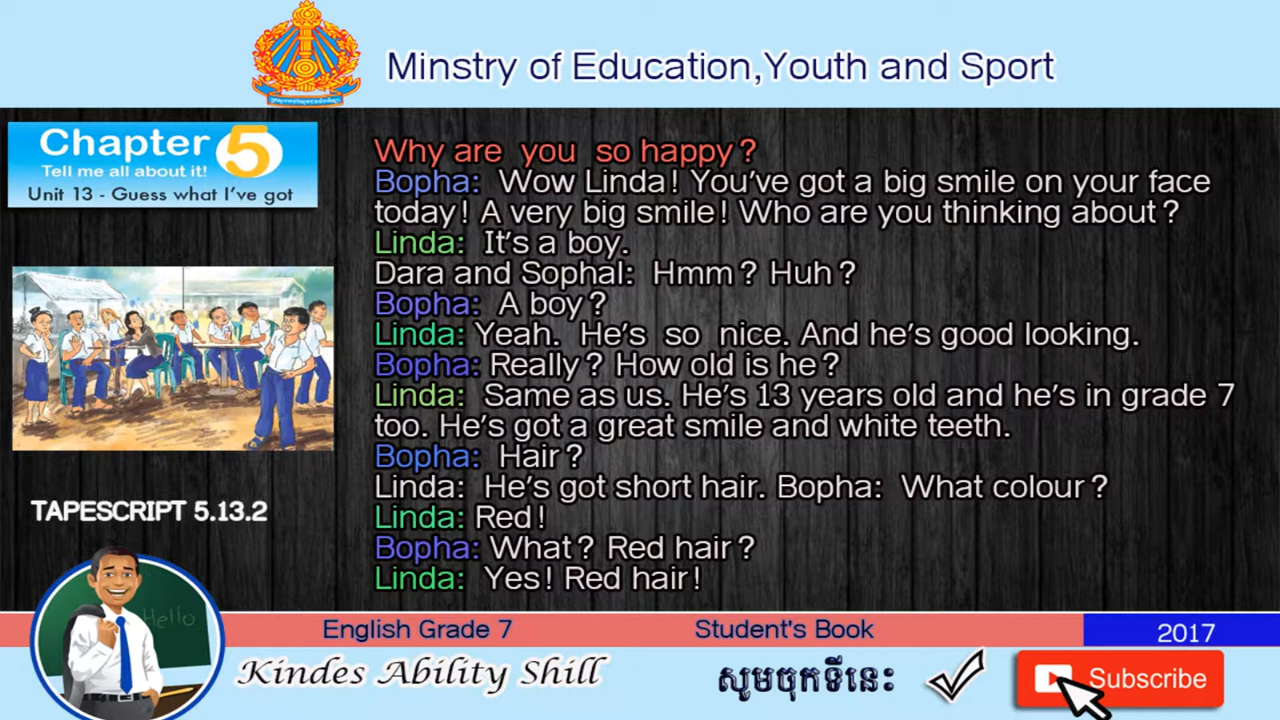 Minstry of Education,Youth and Sport
Chapter 5
Tell me all about it!
Unit 13 - Guess what I've got
Why are you so happy?
Bopha: Wow Linda! You've got a big smile on your face
today! A very big smile! Who are you thinking about?
Linda: It's a boy.
Dara and Sophal: Hmm? Huh?
Bopha: A boy?
Linda: Yeah. He's so nice. And he's good looking.
Bopha: Really? How old is he?
Linda: Same as us. He's 13 years old and he's in grade 7
too. He's got a great smile and white teeth.
Bopha: Hair?
Linda: He's got short hair. Bopha: What colour?
Linda: Red!
Bopha: What? Red hair?
Linda: Yes! Red hair!
TAPESCRIPT 5.13.2
Hello
English Grade 7
Student's Book
2017
Kindes Ability Shill
សូមចុកទីនេះ
Subscribe